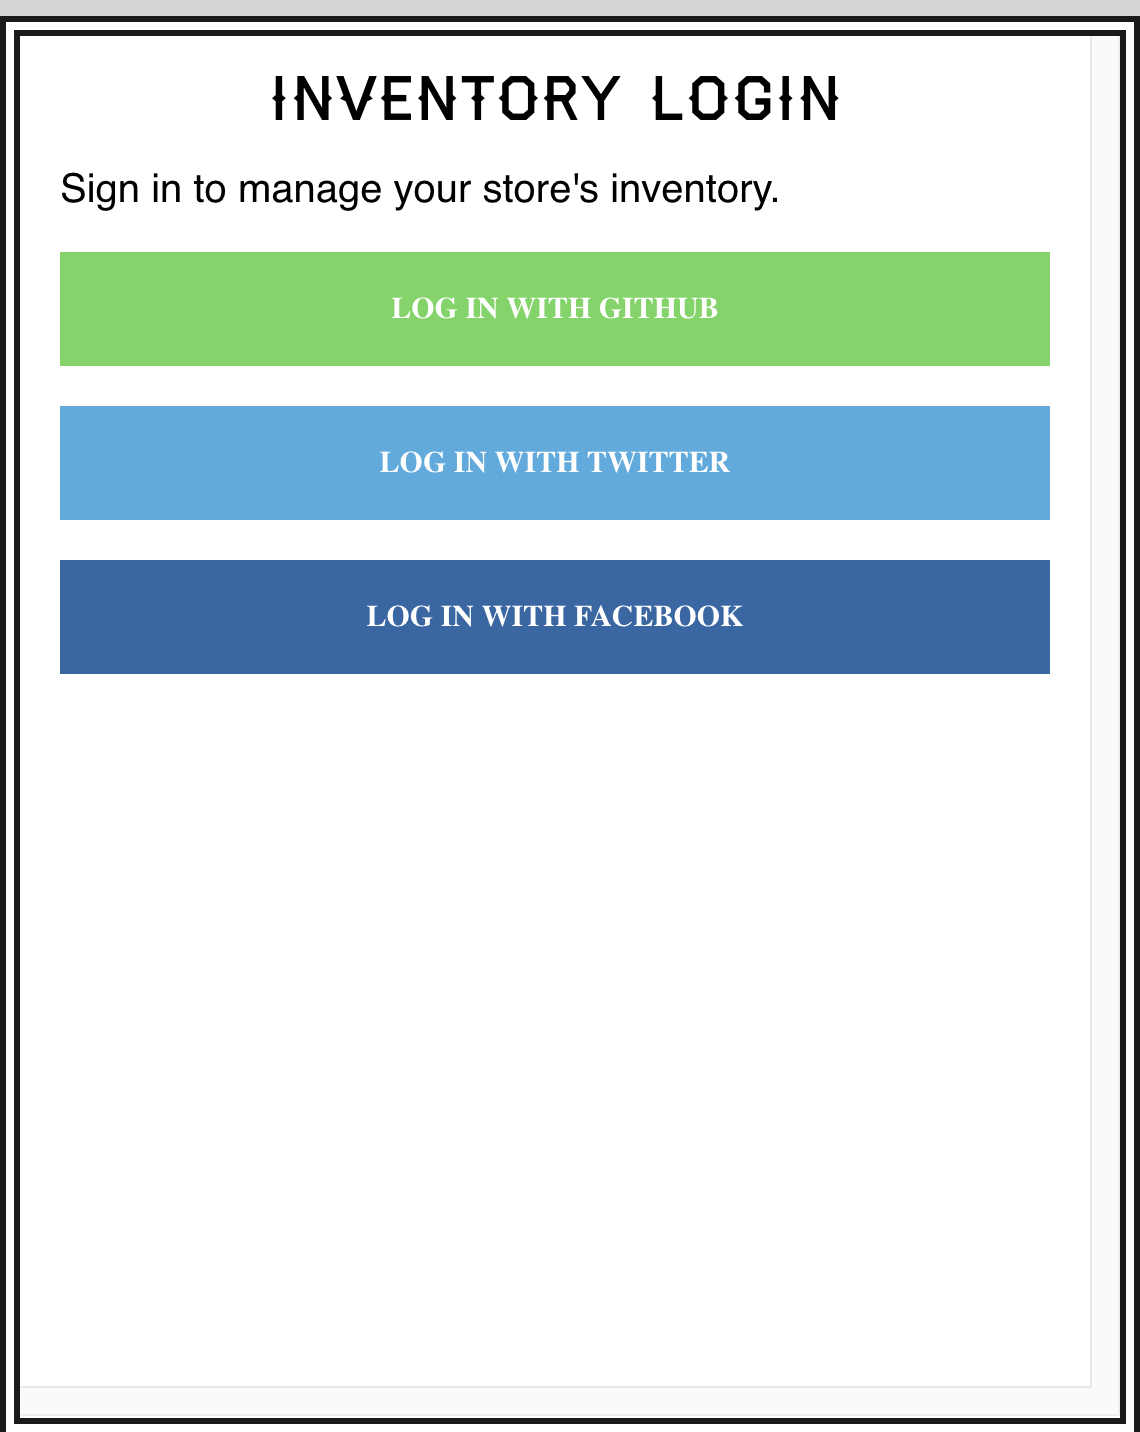 INVENTORY LOGIN
Sign in to manage your store's inventory.
LOG IN WITH GITHUB
LOG IN WITH TWITTER
LOG IN WITH FACEBOOK